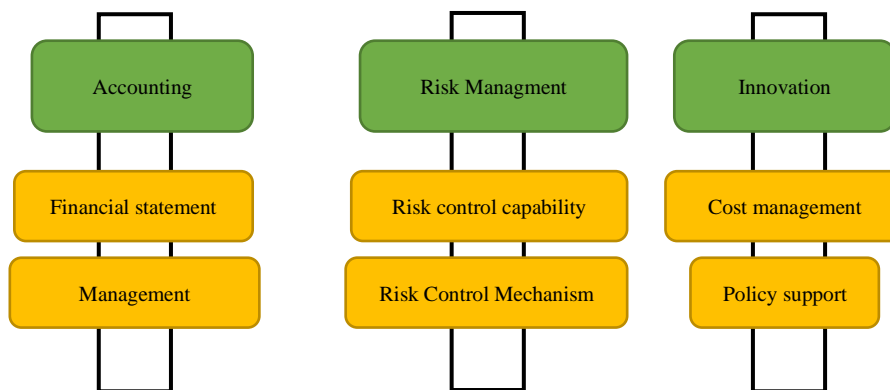 Accounting
Risk Managment
Innovation
Financial statement
Risk control capability
Cost management
Management
Risk Control Mechanism
Policy support